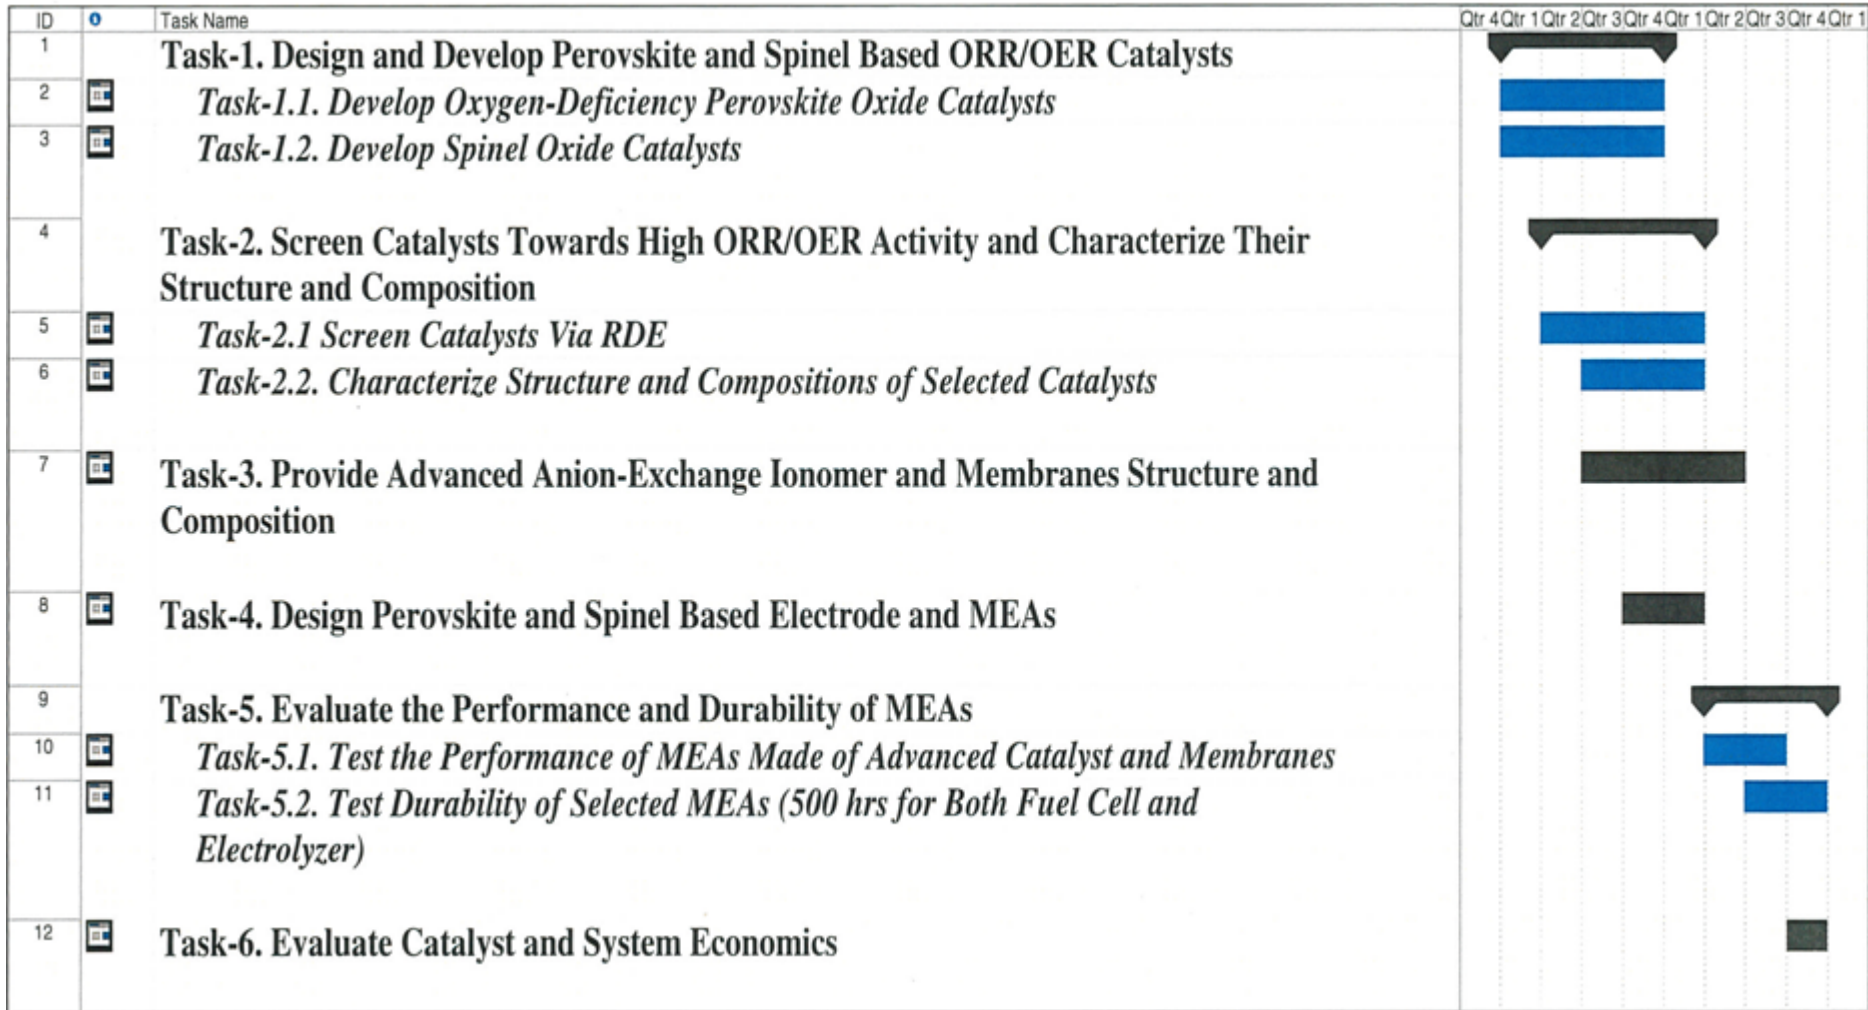 ID Task Name Qtr 4 Qtr 1 Qtr 2 Qtr 3 Qtr 4 Qtr 1 Qtr 2 Qtr 3 Qtr 4 Qtr 1
1 Task-1. Design and Develop Perovskite and Spinel Based ORR/OER Catalysts
2 Task-1.1. Develop Oxygen-Deficiency Perovskite Oxide Catalysts
3 Task-1.2. Develop Spinel Oxide Catalysts
4 Task-2. Screen Catalysts Towards High ORR/OER Activity and Characterize Their
Structure and Composition
5 Task-2.1 Screen Catalysts Via RDE
6 Task-2.2. Characterize Structure and Compositions of Selected Catalysts
7 Task-3. Provide Advanced Anion-Exchange Ionomer and Membranes Structure and
Composition
8 Task-4. Design Perovskite and Spinel Based Electrode and MEAs
9 Task-5. Evaluate the Performance and Durability of MEAs
10 Task-5.1. Test the Performance of MEAs Made of Advanced Catalyst and Membranes
11 Task-5.2. Test Durability of Selected MEAs (500 hrs for Both Fuel Cell and
Electrolyzer)
12 Task-6. Evaluate Catalyst and System Economics